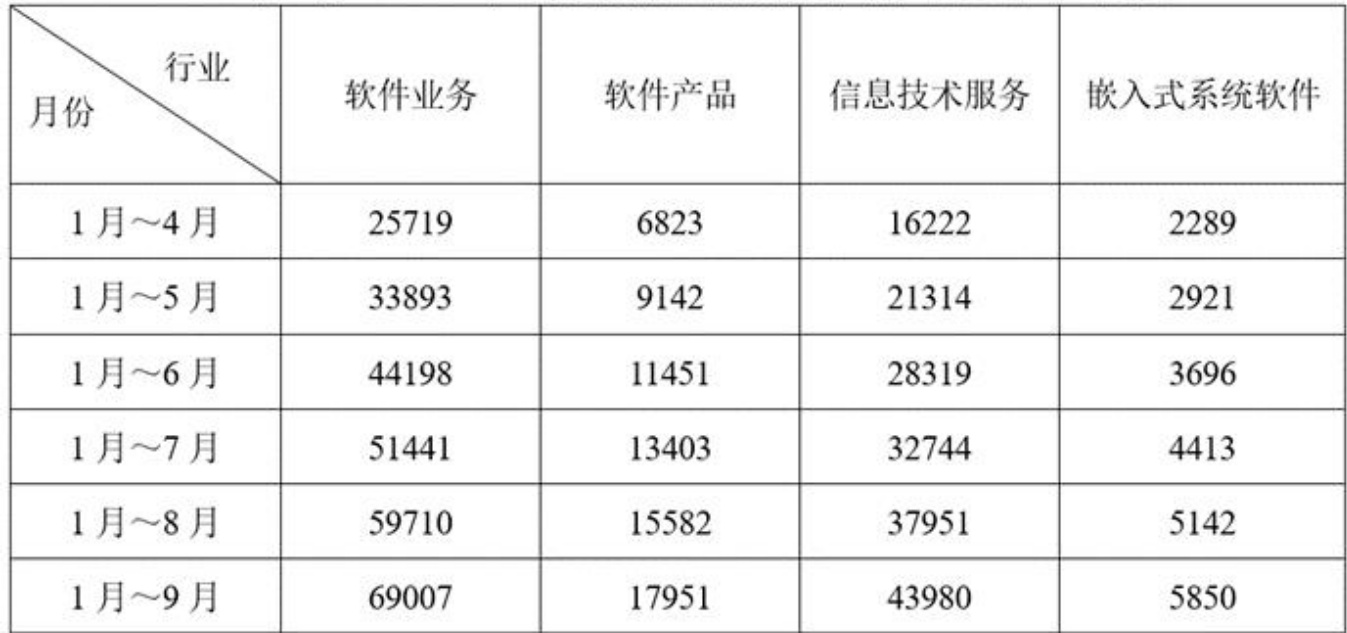 行业
月份
软件业务 软件产品 信息技术服务 嵌入式系统软件
1月～4月 25719 6823 16222 2289
1月～5月 33893 9142 21314 2921
1月～6月 44198 11451 28319 3696
1月～7月 51441 13403 32744 4413
1月～8月 59710 15582 37951 5142
1月～9月 69007 17951 43980 5850